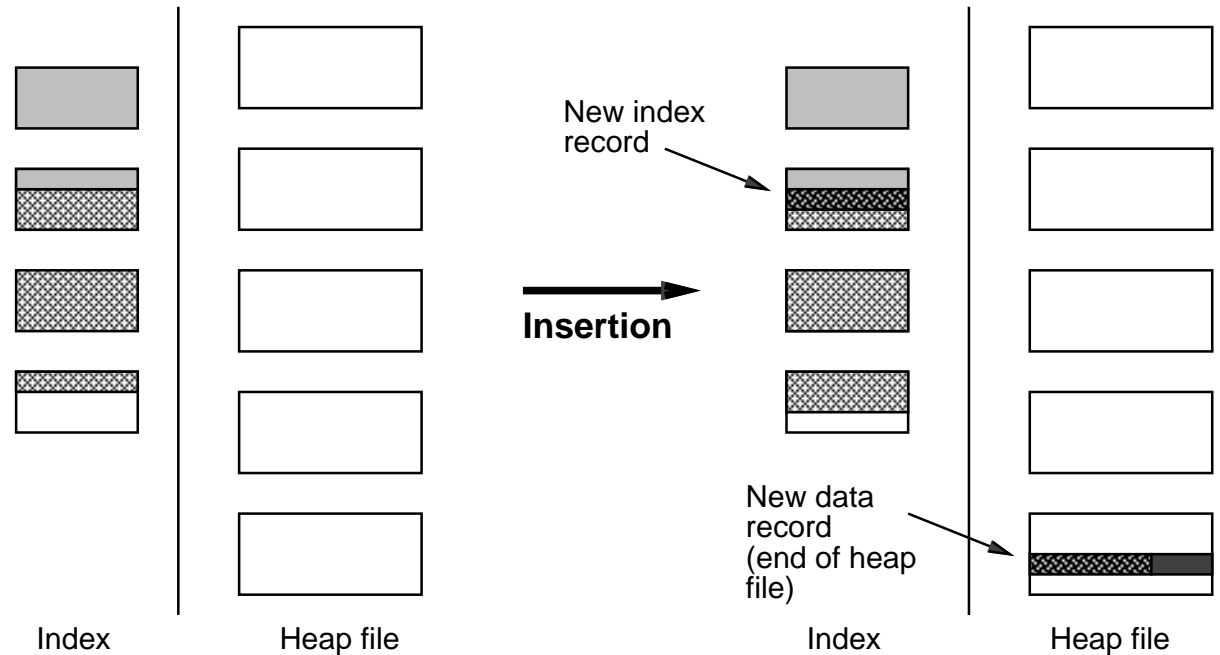 New index
record
Insertion
New data
record
(end of heap
file)
Index
Heap file
Index
Heap file